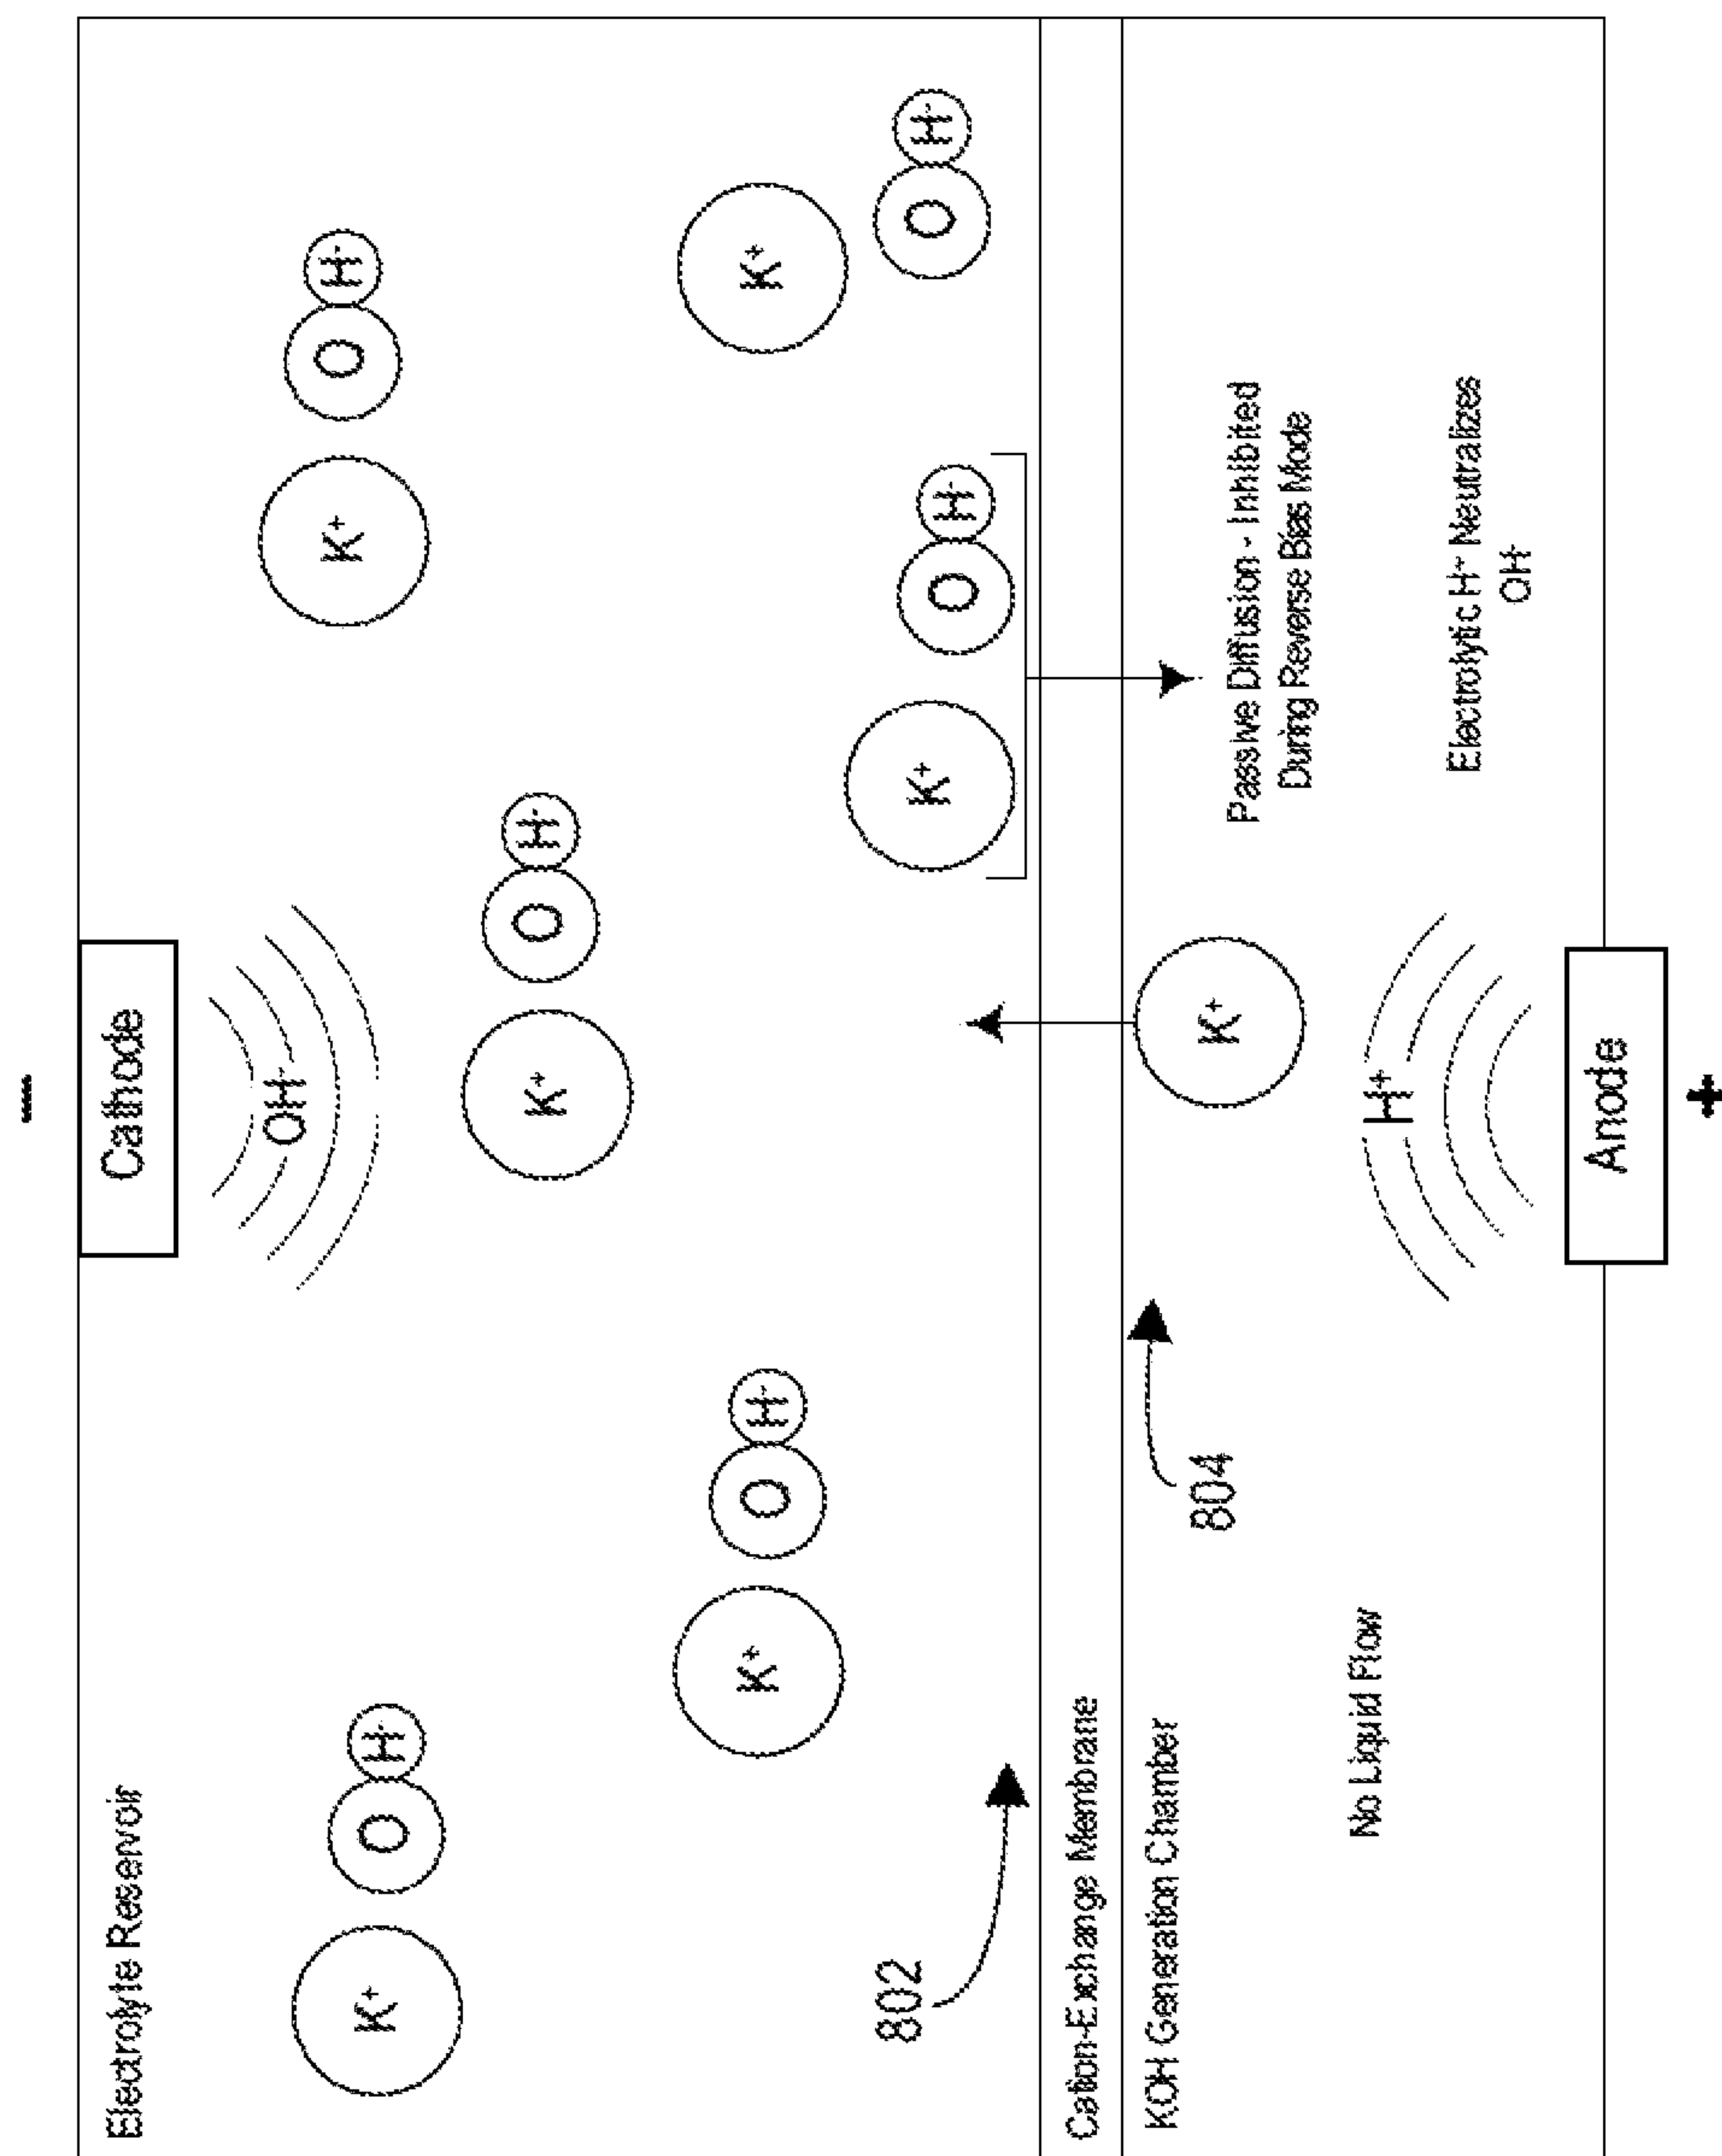 −
Electrolyte Reservoir
Cathode
OH-
K+ O H-
K+ O H-
K+ O H-
K+ O H-
K+ O H-
K+ O H-
802
Cation-Exchange Membrane
KOH Generation Chamber
804
K+
Passive Diffusion - Inhibited
During Reverse Bias Mode
No Liquid Flow
H+
Electrolytic H+ Neutralizes
OH-
Anode
+